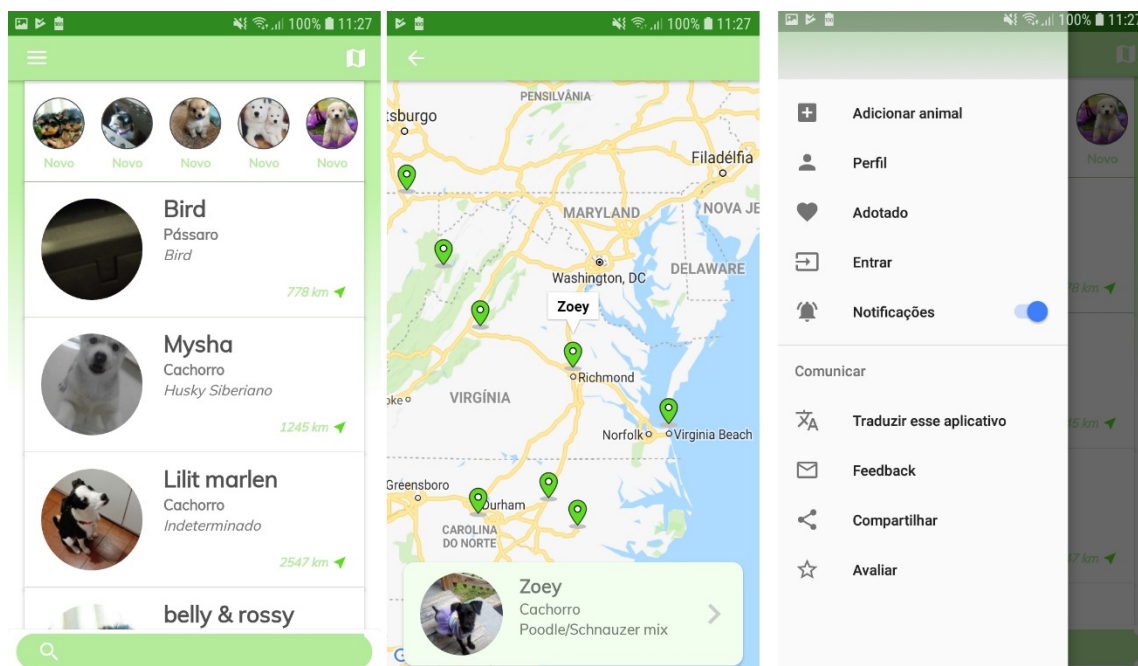 100% 11:27
Novo Novo Novo Novo Novo
Bird
Pássaro
Bird
778 km
Mysha
Cachorro
Husky Siberiano
1245 km
Lilit marlen
Cachorro
Indeterminado
2547 km
belly & rossy
100% 11:27
PENSILVÂNIA
tsburgo
Filadélfia
MARYLAND
NOVA JE
Washington, DC
DELAWARE
Zoey
Richmond
oke
VIRGÍNIA
Norfolk
Virginia Beach
Greensboro
Durham
CAROLINA
DO NORTE
Zoey
Cachorro
Poodle/Schnauzer mix
G
100% 11:27
Adicionar animal
Perfil
Novo
Adotado
Entrar
78 km
Notificações
Comunicar
Traduzir esse aplicativo
45 km
Feedback
Compartilhar
47 km
Avaliar